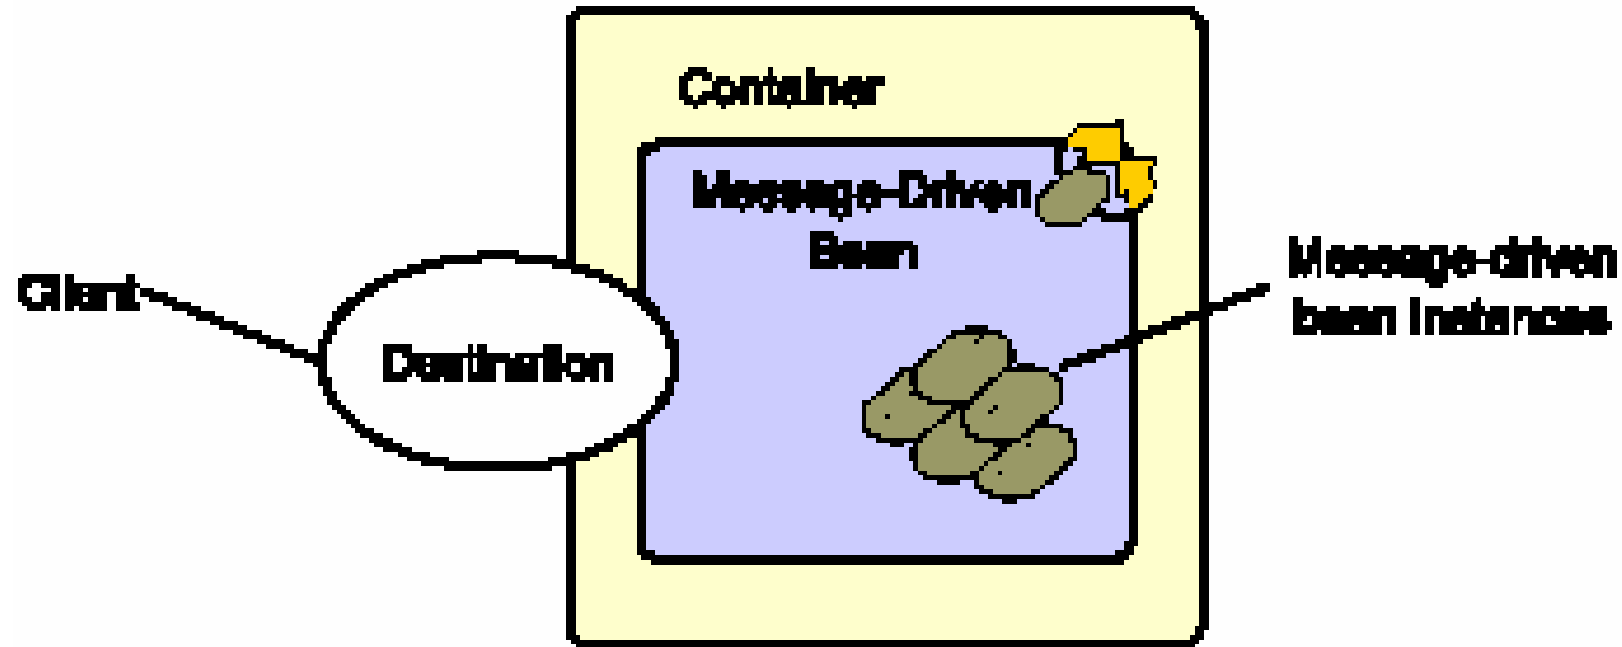 Container
Message-Driven
Bean
Client
Destination
Message-driven
bean instances